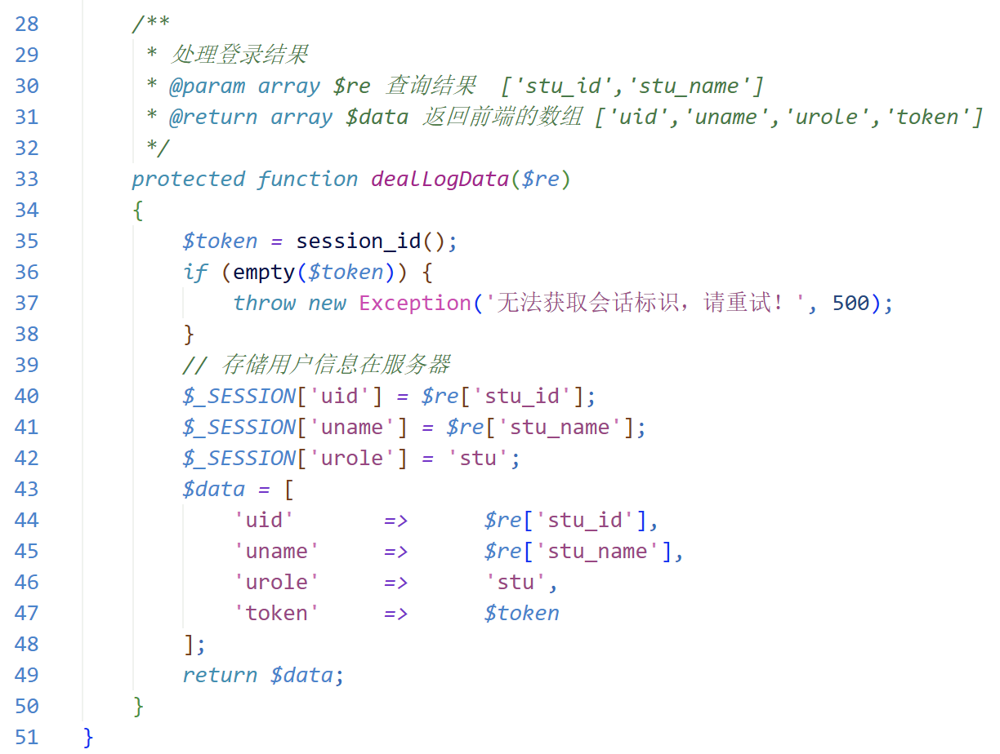 28 /**
29  * 处理登录结果
30  * @param array $re 查询结果  ['stu_id','stu_name']
31  * @return array $data 返回前端的数组 ['uid','uname','urole','token']
32  */
33 protected function dealLogData($re)
34 {
35     $token = session_id();
36     if (empty($token)) {
37         throw new Exception('无法获取会话标识，请重试！', 500);
38     }
39     // 存储用户信息在服务器
40     $_SESSION['uid'] = $re['stu_id'];
41     $_SESSION['uname'] = $re['stu_name'];
42     $_SESSION['urole'] = 'stu';
43     $data = [
44         'uid'       =>      $re['stu_id'],
45         'uname'     =>      $re['stu_name'],
46         'urole'     =>      'stu',
47         'token'     =>      $token
48     ];
49     return $data;
50 }
51 }